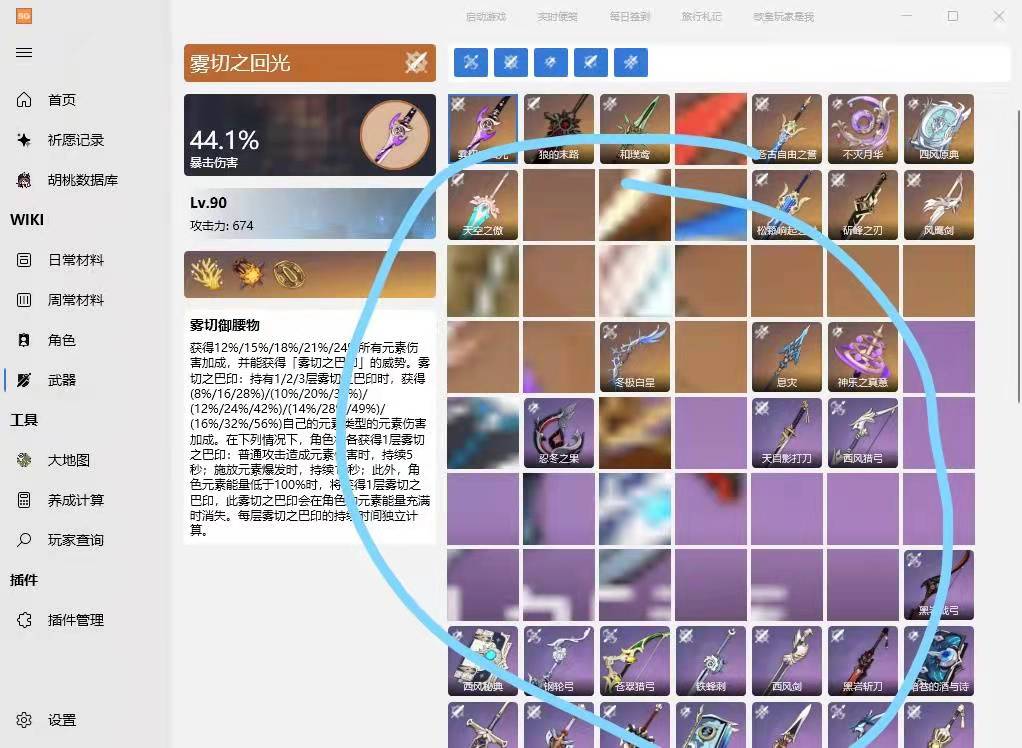 SG
启动游戏 实时便笺 每日签到 旅行札记
首页
祈愿记录
胡桃数据库
WIKI
日常材料
周常材料
角色
武器
工具
大地图
养成计算
玩家查询
插件
插件管理
设置
雾切之回光
44.1%
暴击伤害
Lv.90
攻击力: 674
雾切御腰物
获得12%/15%/18%/21%/24%所有元素伤
害加成，并能获得「雾切之巴印」的威势。雾
切之巴印：持有1/2/3层雾切之巴印时，获得
(8%/16/28%)/(10%/20%/35%)/
(12%/24%/42%)/(14%/28%/49%)/
(16%/32%/56%)自己的元素类型的元素伤害
加成。在下列情况下，角色将各获得1层雾切
之巴印：普通攻击造成元素伤害时，持续5
秒；施放元素爆发时，持续10秒；此外，角
色元素能量低于100%时，将获得1层雾切之
巴印，此雾切之巴印会在角色的元素能量充满
时消失。每层雾切之巴印的持续时间独立计
算。
狼的末路 和璞鸢 苍古自由之誓 不灭月华 四风原典
天空之傲 松籁响起之时 斫峰之刃 风鹰剑
冬极白星 息灾 神乐之真意
忍冬之果 天目影打刀 西风猎弓
黑岩战弓
西风秘典 钢轮弓 苍翠猎弓 铁蜂刺 西风剑 黑岩斩刀 暗巷的酒与诗